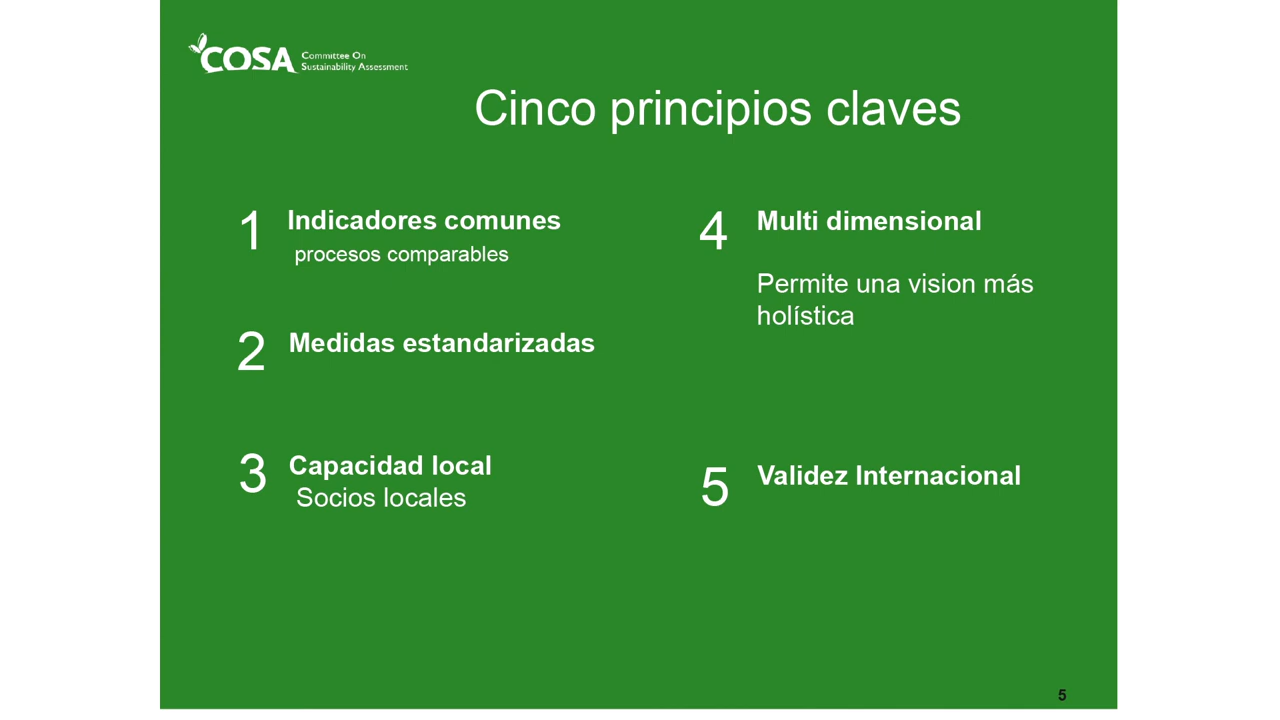 COSA Committee On
Sustainability Assessment
Cinco principios claves
1 Indicadores comunes
procesos comparables
2 Medidas estandarizadas
3 Capacidad local
Socios locales
4 Multi dimensional
Permite una vision más
holística
5 Validez Internacional
5